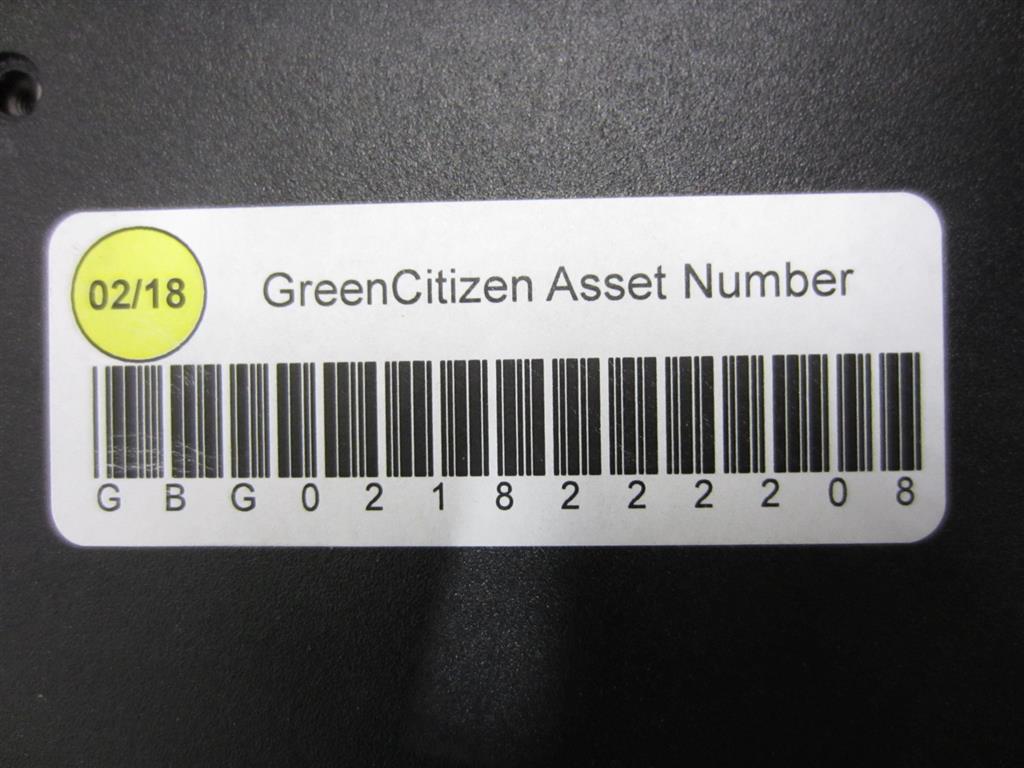 02/18
GreenCitizen Asset Number
GBG0218222208